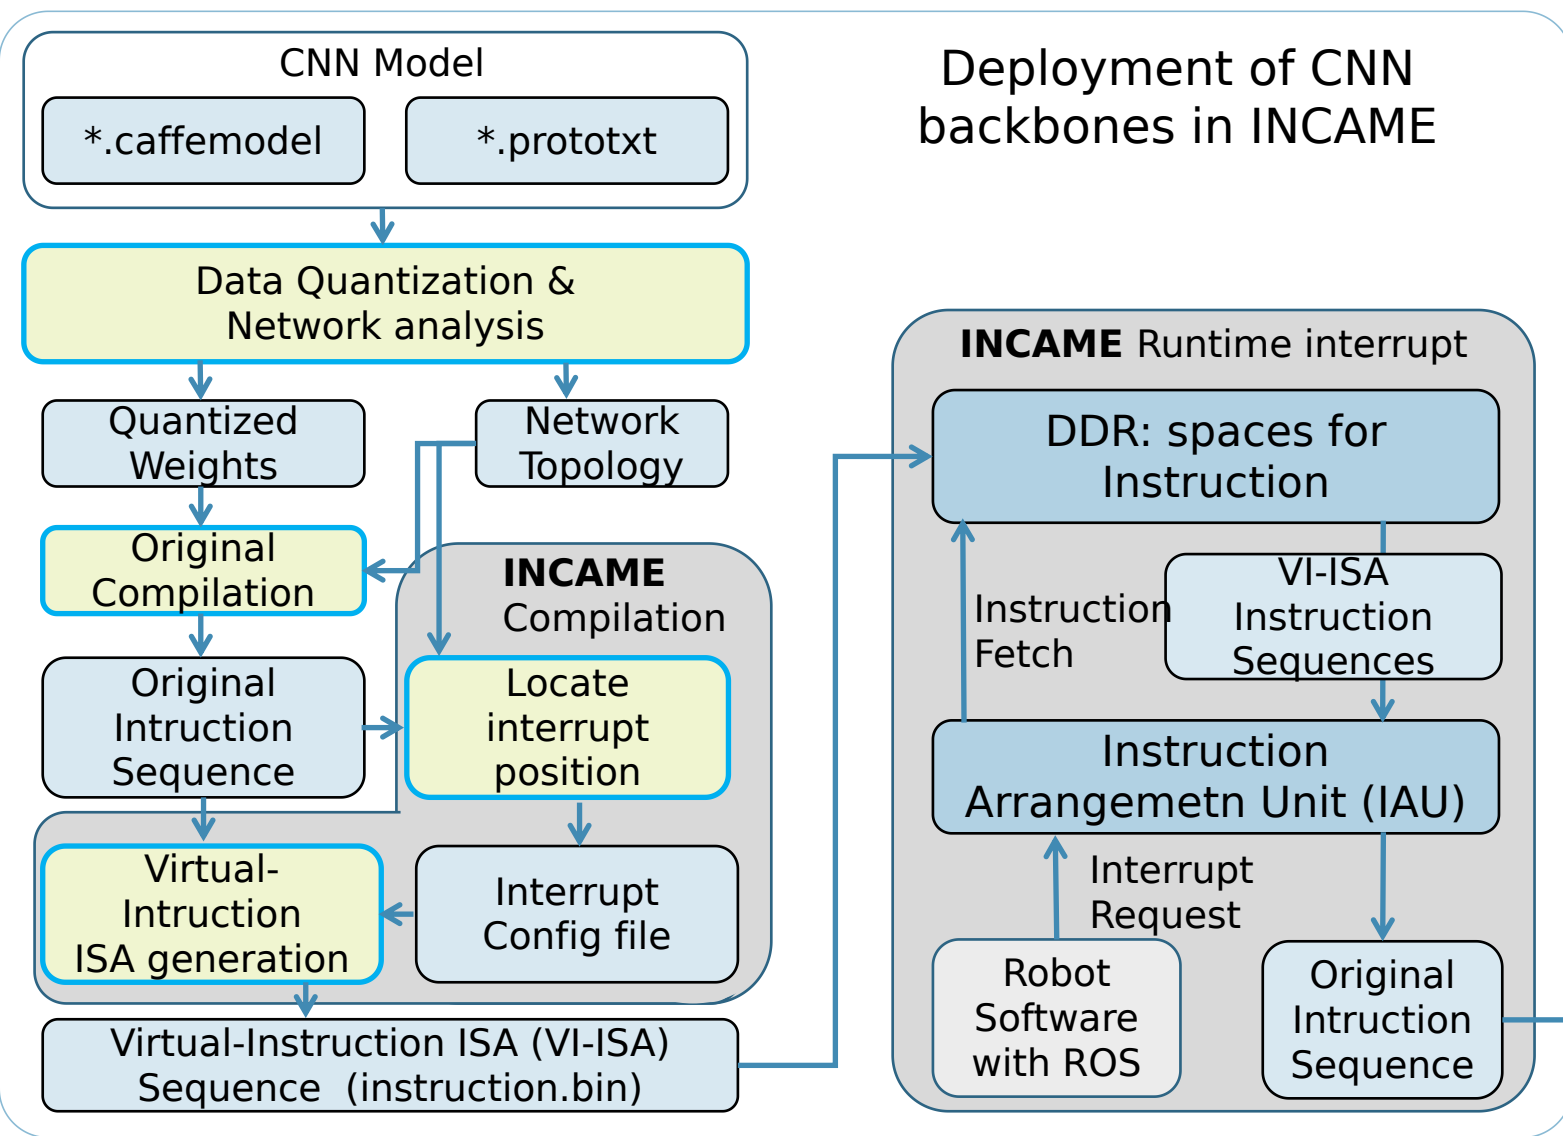 CNN Model
*.caffemodel
*.prototxt
Deployment of CNN
backbones in INCAME
Data Quantization &
Network analysis
Quantized
Weights
Network
Topology
Original
Compilation
INCAME
Compilation
Original
Intruction
Sequence
Locate
interrupt
position
Virtual-
Intruction
ISA generation
Interrupt
Config file
Virtual-Instruction ISA (VI-ISA)
Sequence  (instruction.bin)
INCAME Runtime interrupt
DDR: spaces for
Instruction
Instruction
Fetch
VI-ISA
Instruction
Sequences
Instruction
Arrangemetn Unit (IAU)
Interrupt
Request
Robot
Software
with ROS
Original
Intruction
Sequence